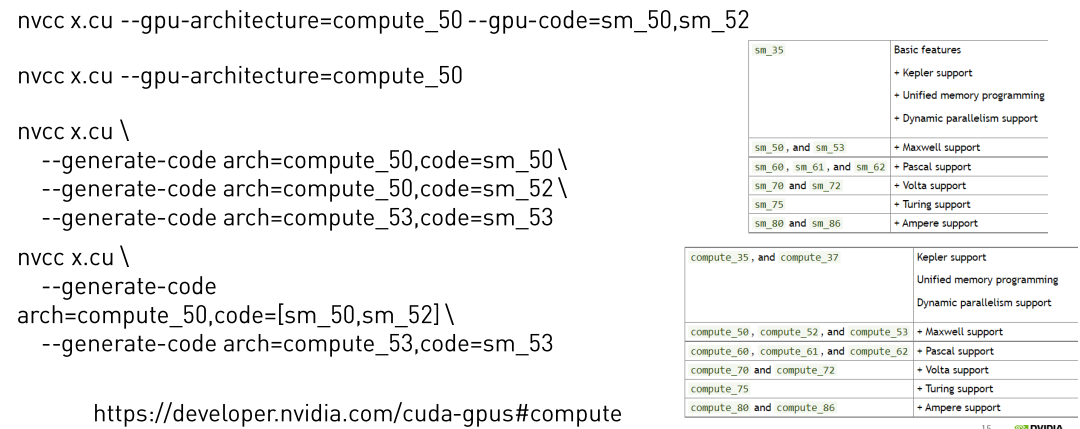 nvcc x.cu --gpu-architecture=compute_50 --gpu-code=sm_50,sm_52
nvcc x.cu --gpu-architecture=compute_50
nvcc x.cu \
--generate-code arch=compute_50,code=sm_50 \
--generate-code arch=compute_50,code=sm_52 \
--generate-code arch=compute_53,code=sm_53
nvcc x.cu \
--generate-code
arch=compute_50,code=[sm_50,sm_52] \
--generate-code arch=compute_53,code=sm_53
https://developer.nvidia.com/cuda-gpus#compute
sm_35 Basic features
+ Kepler support
+ Unified memory programming
+ Dynamic parallelism support
sm_50, and sm_53 + Maxwell support
sm_60, sm_61, and sm_62 + Pascal support
sm_70 and sm_72 + Volta support
sm_75 + Turing support
sm_80 and sm_86 + Ampere support
compute_35, and compute_37 Kepler support
Unified memory programming
Dynamic parallelism support
compute_50, compute_52, and compute_53 + Maxwell support
compute_60, compute_61, and compute_62 + Pascal support
compute_70 and compute_72 + Volta support
compute_75 + Turing support
compute_80 and compute_86 + Ampere support
15 NVIDIA